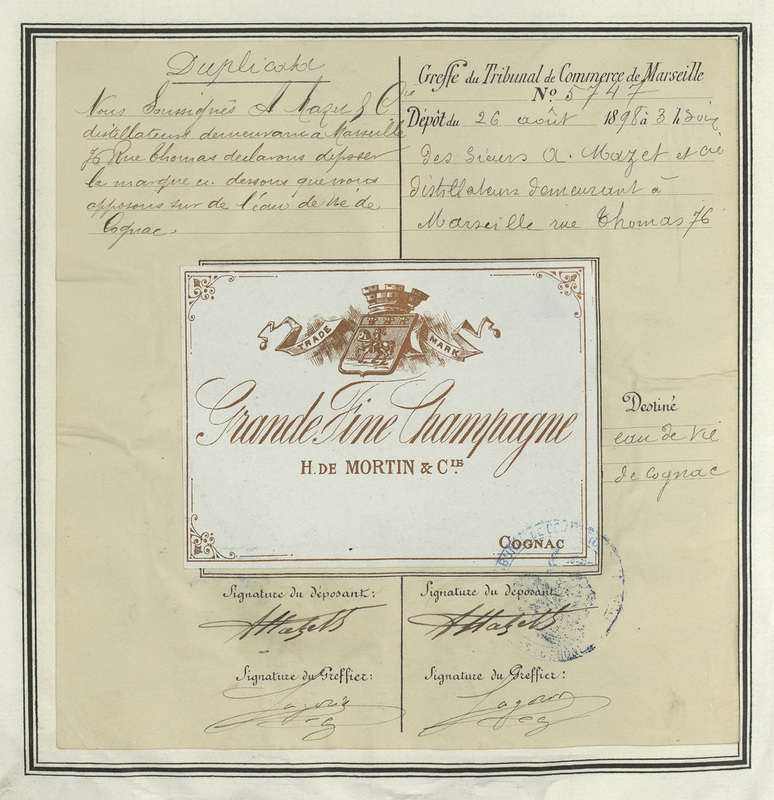 Duplicata
Nous Soussignés A Mazet & Cie
distillateurs demeurant à Marseille
76 Rue Thomas declarons déposer
la marque ci. dessous que nous
apposons sur de l'eau de vie de
Cognac.
Greffe du Tribunal de Commerce de Marseille
No. 5747
Dépôt du 26 août 1898 à 3 h Soir
des Sieurs A. Mazet et Cie
distillateurs demeurant à
Marseille rue Thomas 76
TRADE MARK
Grande Fine Champagne
H. DE MORTIN & CIE.
COGNAC
Destiné
eau de vie
de cognac
Signature du déposant:
AMazet
Signature du Greffier:
Signature du déposant
AMazet
Signature du Greffier: